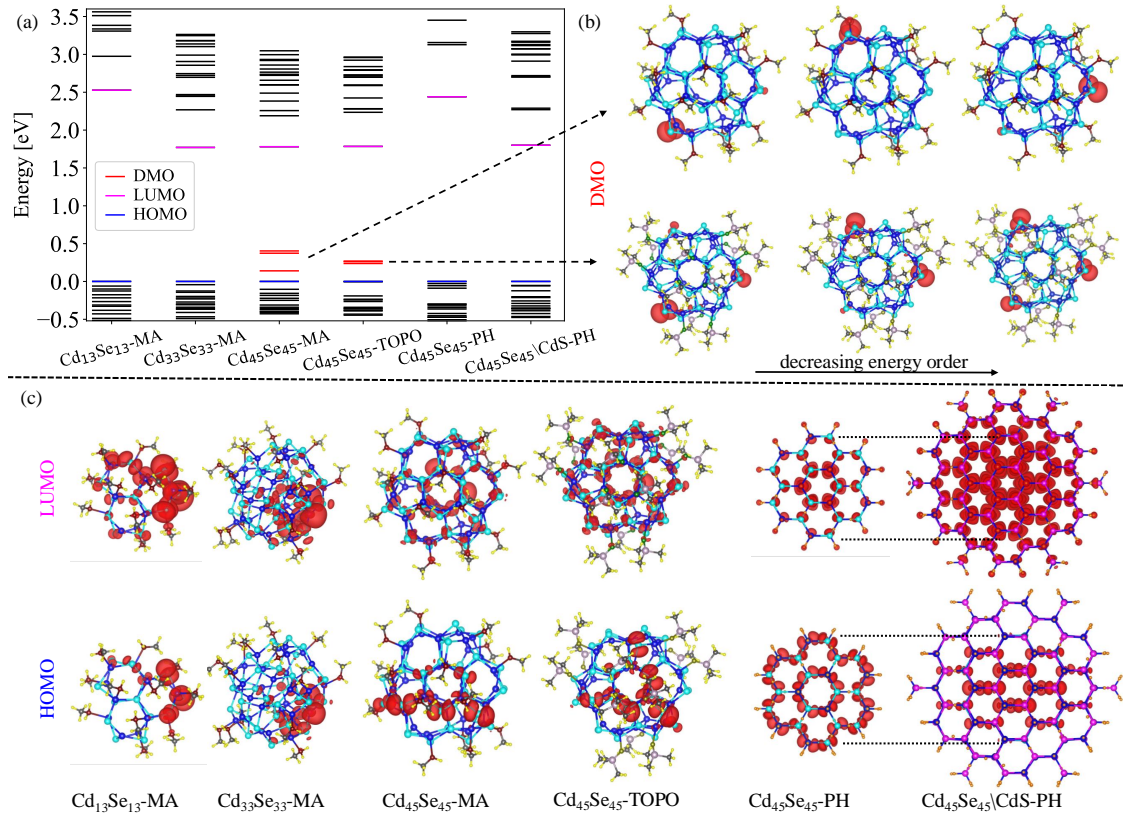 (a)
Energy [eV]
3.5
3.0
2.5
2.0
1.5
1.0
0.5
0.0
−0.5
DMO
LUMO
HOMO
Cd₁₃Se₁₃-MA
Cd₃₃Se₃₃-MA
Cd₄₅Se₄₅-MA
Cd₄₅Se₄₅-TOPO
Cd₄₅Se₄₅-PH
Cd₄₅Se₄₅\CdS-PH
(b)
DMO
decreasing energy order
(c)
LUMO
HOMO
Cd₁₃Se₁₃-MA
Cd₃₃Se₃₃-MA
Cd₄₅Se₄₅-MA
Cd₄₅Se₄₅-TOPO
Cd₄₅Se₄₅-PH
Cd₄₅Se₄₅\CdS-PH